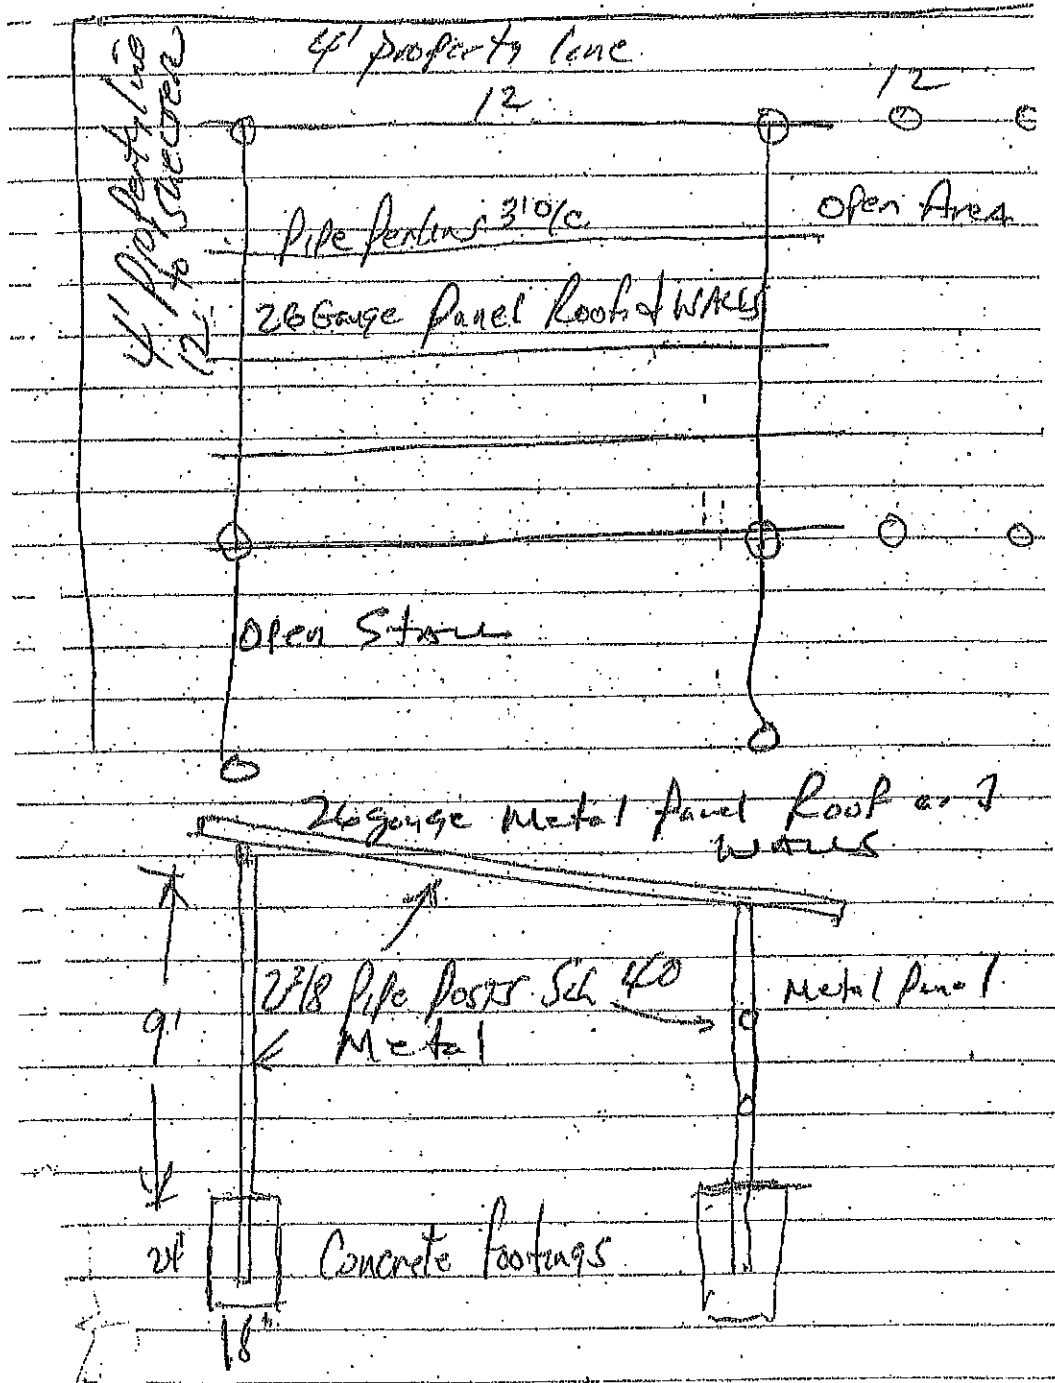 4' property line
12
12
4' Property line
to
12'
Open Area
Pipe Perlins 3' O/C
26 Gauge Panel Roof & WALLS
Open Stall
26 gauge Metal Panel Roof and
WALLS
2 3/8 Pipe Posts Sch 40
Metal
Metal Panel
9'
24"
Concrete footings
18"